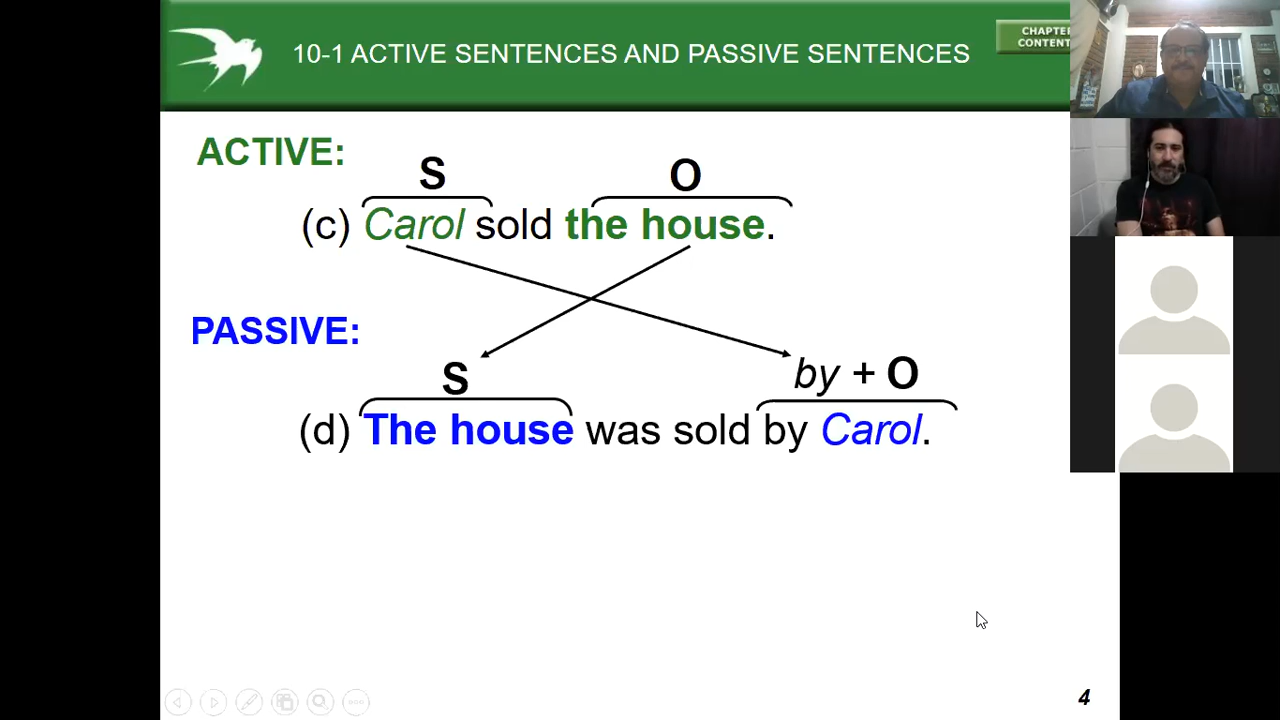 10-1 ACTIVE SENTENCES AND PASSIVE SENTENCES
CHAPTER
CONTENT
ACTIVE:
S
O
(c) Carol sold the house.
PASSIVE:
S
by + O
(d) The house was sold by Carol.
4